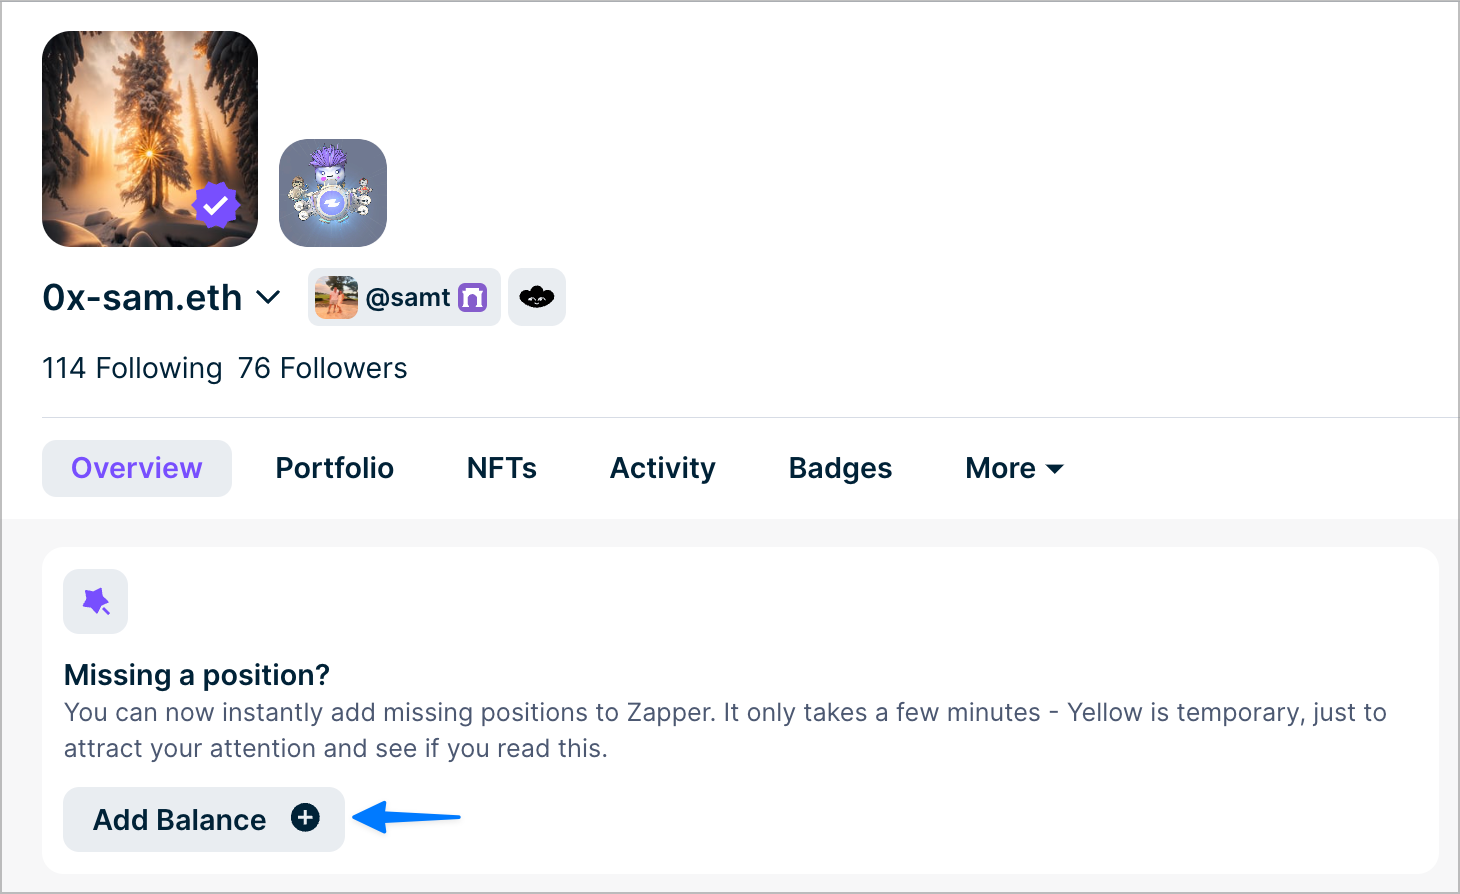 0x-sam.eth
@samt
114 Following 76 Followers
Overview Portfolio NFTs Activity Badges More
Missing a position?
You can now instantly add missing positions to Zapper. It only takes a few minutes - Yellow is temporary, just to
attract your attention and see if you read this.
Add Balance